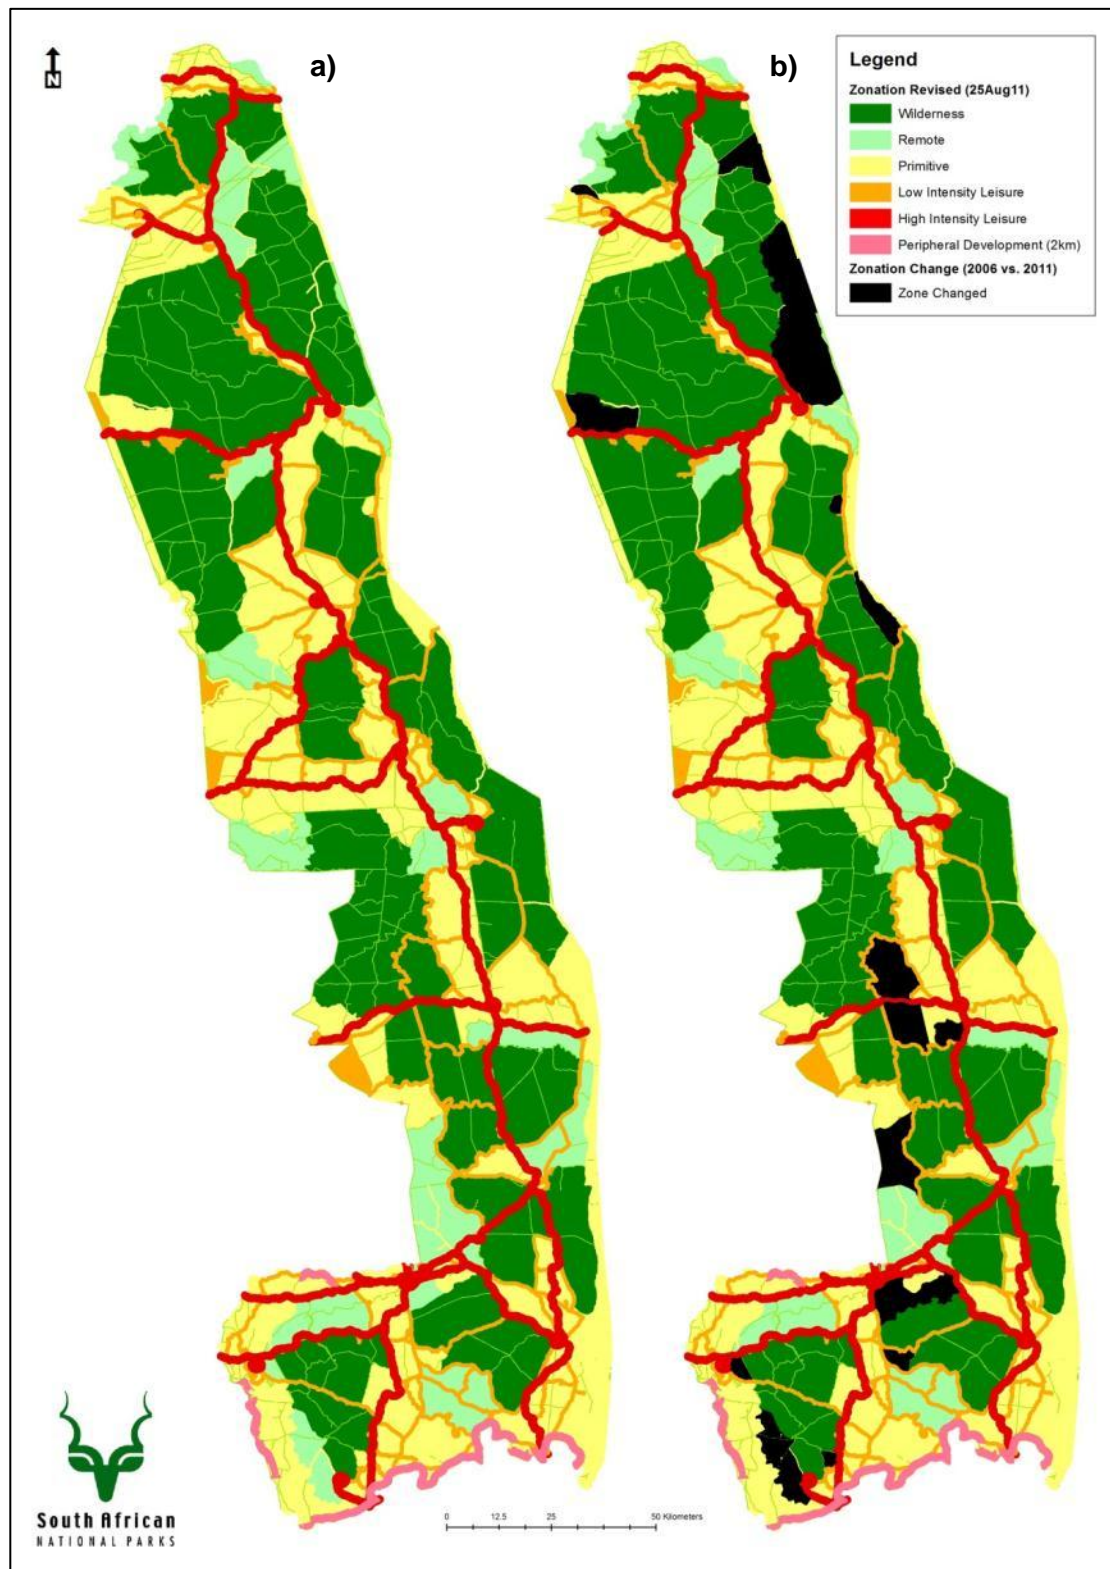 N
a)
b)
Legend
Zonation Revised (25Aug11)
Wilderness
Remote
Primitive
Low Intensity Leisure
High Intensity Leisure
Peripheral Development (2km)
Zonation Change (2006 vs. 2011)
Zone Changed
South African
NATIONAL PARKS
0 12.5 25 50 Kilometers